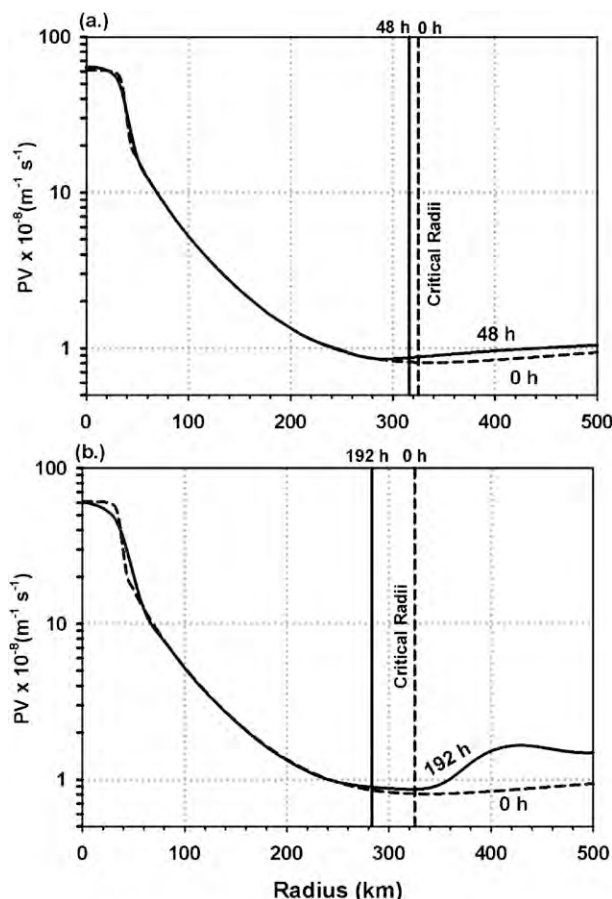 (a.)
48 h 0 h
100
10
1
PV x 10⁻⁸(m⁻¹ s⁻¹)
Critical Radii
48 h
0 h
0 100 200 300 400 500
(b.)
192 h 0 h
100
10
1
PV x 10⁻⁸(m⁻¹ s⁻¹)
Critical Radii
192 h
0 h
0 100 200 300 400 500
Radius (km)